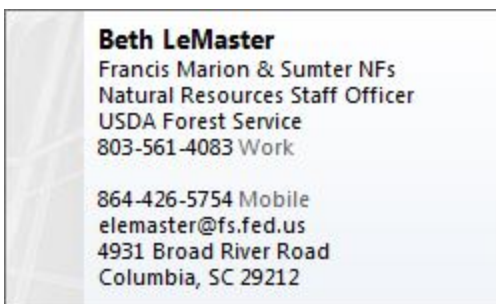 Beth LeMaster
Francis Marion & Sumter NFs
Natural Resources Staff Officer
USDA Forest Service
803-561-4083 Work
864-426-5754 Mobile
elemaster@fs.fed.us
4931 Broad River Road
Columbia, SC 29212